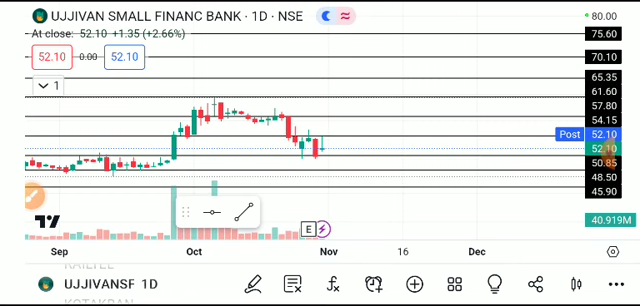 UJJIVAN SMALL FINANC BANK · 1D · NSE
At close: 52.10 +1.35 (+2.66%)
52.10 0.00 52.10
1
80.00
75.60
70.10
65.35
61.60
57.80
54.15
Post 52.10
52.10
50.85
48.50
45.90
40.919M
E
Sep Oct Nov 16 Dec
RALTEL
UJJIVANSF 1D
KOTAKBAN